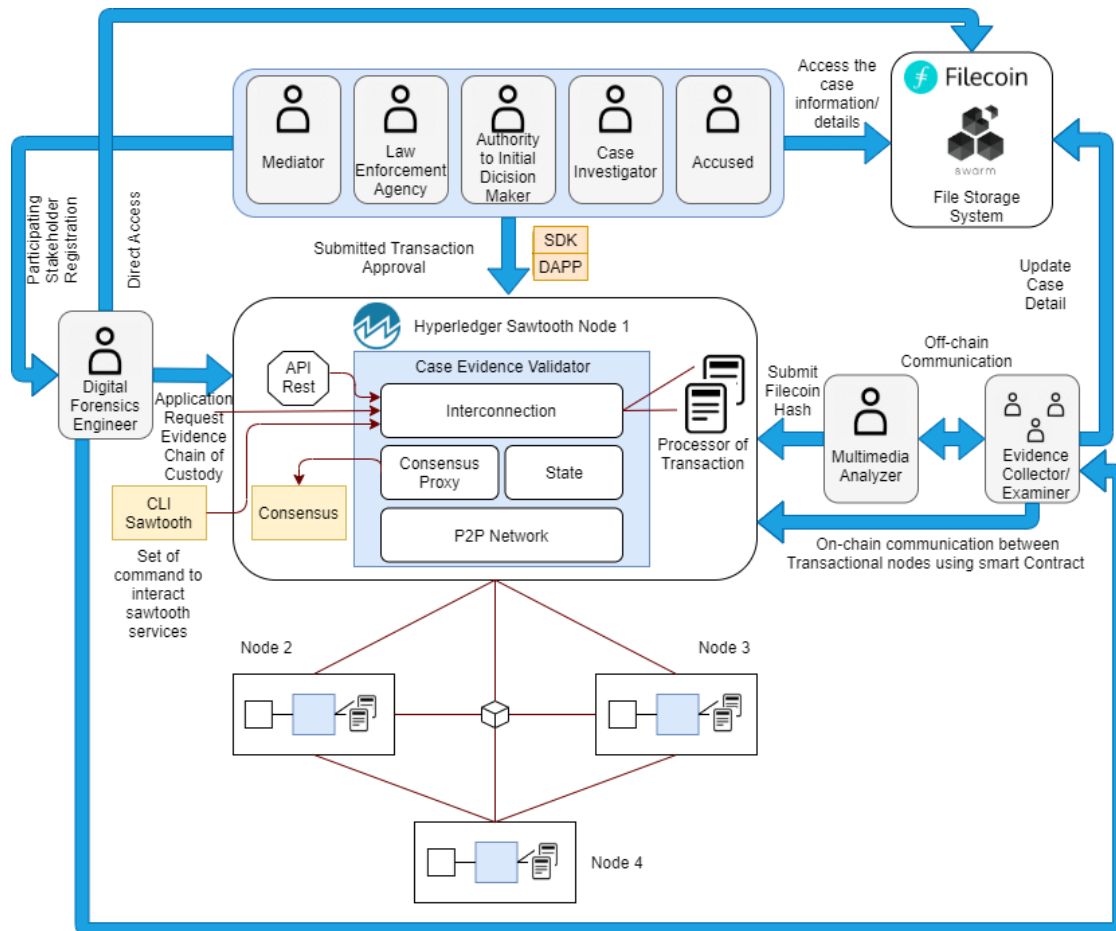 Mediator
Law
Enforcement
Agency
Authority
to Initial
Dicision
Maker
Case
Investigator
Accused
Access the
case
information/
details
Filecoin
swarm
File Storage
System
Participating
Stakeholder
Registration
Direct Access
Submitted Transaction
Approval
SDK
DAPP
Update
Case
Detail
Digital
Forensics
Engineer
Application
Request
Evidence
Chain of
Custody
Hyperledger Sawtooth Node 1
API
Rest
Case Evidence Validator
Interconnection
Consensus
Proxy
State
P2P Network
Processor of
Transaction
Consensus
CLI
Sawtooth
Set of
command to
interact
sawtooth
services
Submit
Filecoin
Hash
Off-chain
Communication
Multimedia
Analyzer
Evidence
Collector/
Examiner
On-chain communication between
Transactional nodes using smart Contract
Node 2
Node 3
Node 4